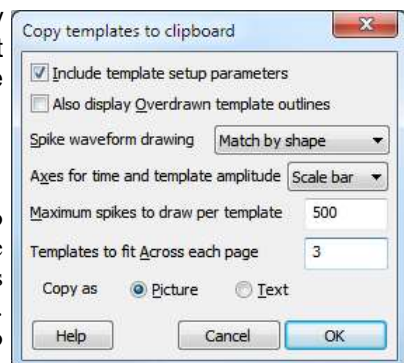 Copy templates to clipboard
Include template setup parameters
Also display Overdrawn template outlines
Spike waveform drawing Match by shape
Axes for time and template amplitude Scale bar
Maximum spikes to draw per template 500
Templates to fit Across each page 3
Copy as Picture Text
Help Cancel OK